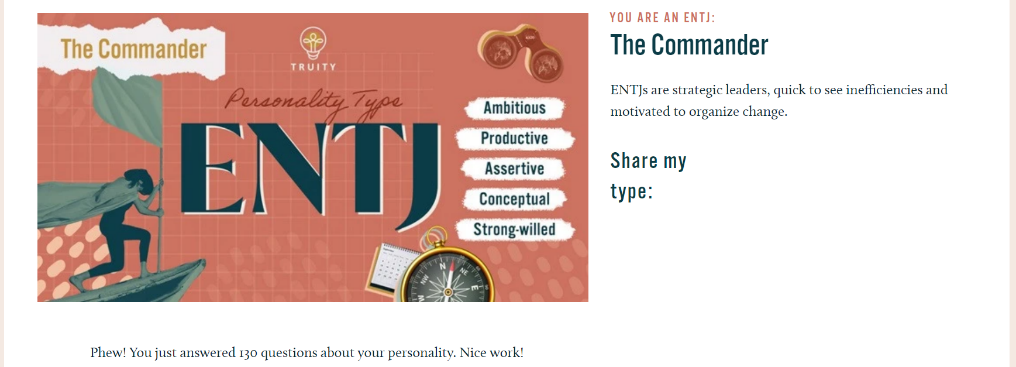 The Commander
TRUITY
Personality Type
ENTJ
Ambitious
Productive
Assertive
Conceptual
Strong-willed
N
NE
E
W
YOU ARE AN ENTJ:
The Commander
ENTJs are strategic leaders, quick to see inefficiencies and
motivated to organize change.
Share my
type:
Phew! You just answered 130 questions about your personality. Nice work!